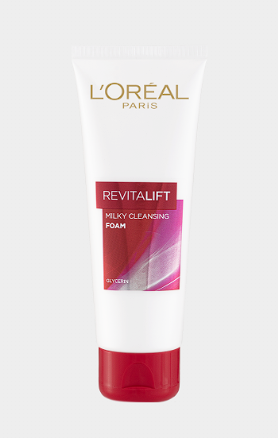 L'ORÉAL
PARIS
REVITALIFT
MILKY CLEANSING
FOAM
GLYCERIN